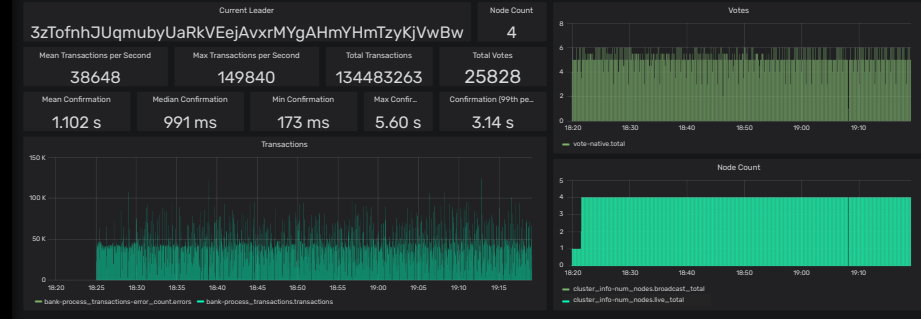 Current Leader
3zTofnhJUqmubyUaRkVEejAvxrMYgAHmYHmTzyKjVwBw
Node Count
4
Mean Transactions per Second
38648
Max Transactions per Second
149840
Total Transactions
134483263
Total Votes
25828
Mean Confirmation
1.102 s
Median Confirmation
991 ms
Min Confirmation
173 ms
Max Confir...
5.60 s
Confirmation (99th pe...
3.14 s
Transactions
150 K
100 K
50 K
0
18:20 18:25 18:30 18:35 18:40 18:45 18:50 18:55 19:00 19:05 19:10 19:15
bank-process_transactions-error_count.errors bank-process_transactions.transactions
Votes
8
6
4
2
0
18:20 18:30 18:40 18:50 19:00 19:10
vote-native.total
Node Count
5
4
3
2
1
0
18:20 18:30 18:40 18:50 19:00 19:10
cluster_info-num_nodes.broadcast_total
cluster_info-num_nodes.live_total